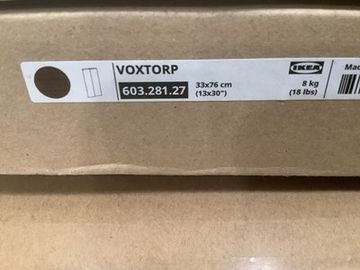 VOXTORP
603.281.27
33x76 cm
(13x30")
IKEA
8 kg
(18 lbs)
Mad